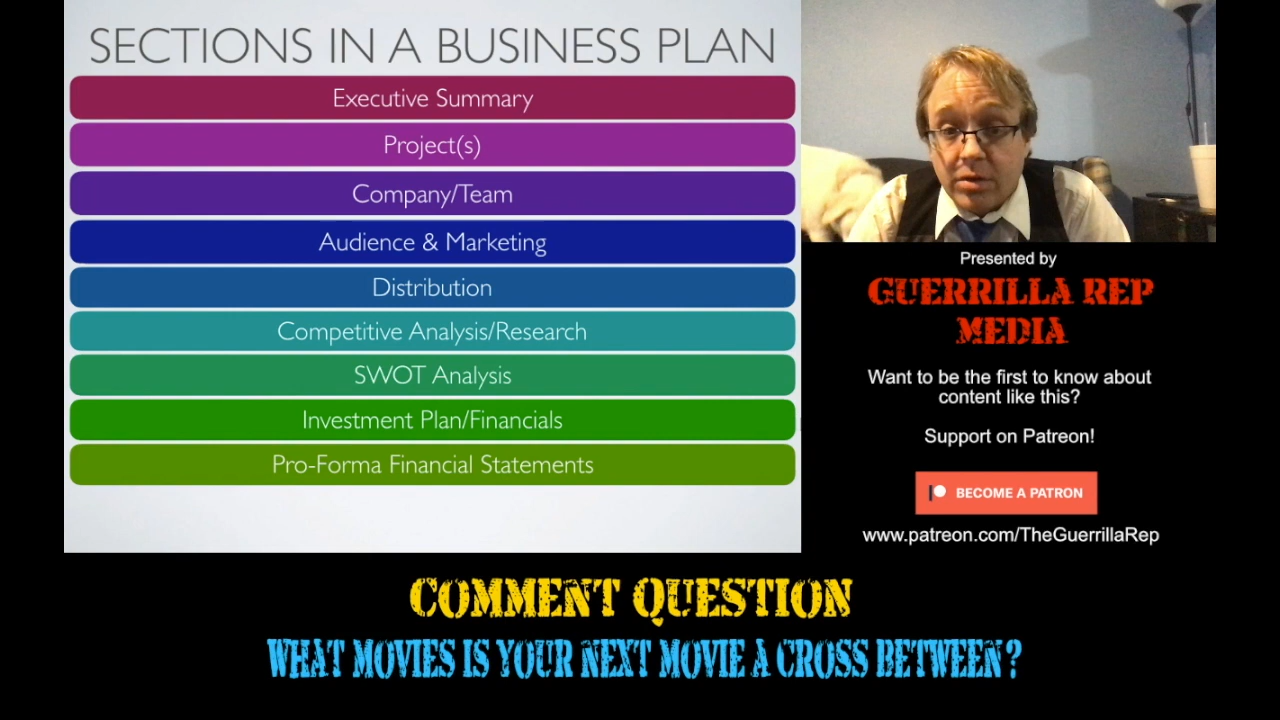 SECTIONS IN A BUSINESS PLAN
Executive Summary
Project(s)
Company/Team
Audience & Marketing
Distribution
Competitive Analysis/Research
SWOT Analysis
Investment Plan/Financials
Pro-Forma Financial Statements
Presented by
GUERRILLA REP
MEDIA
Want to be the first to know about
content like this?
Support on Patreon!
BECOME A PATRON
www.patreon.com/TheGuerrillaRep
COMMENT QUESTION
WHAT MOVIES IS YOUR NEXT MOVIE A CROSS BETWEEN?